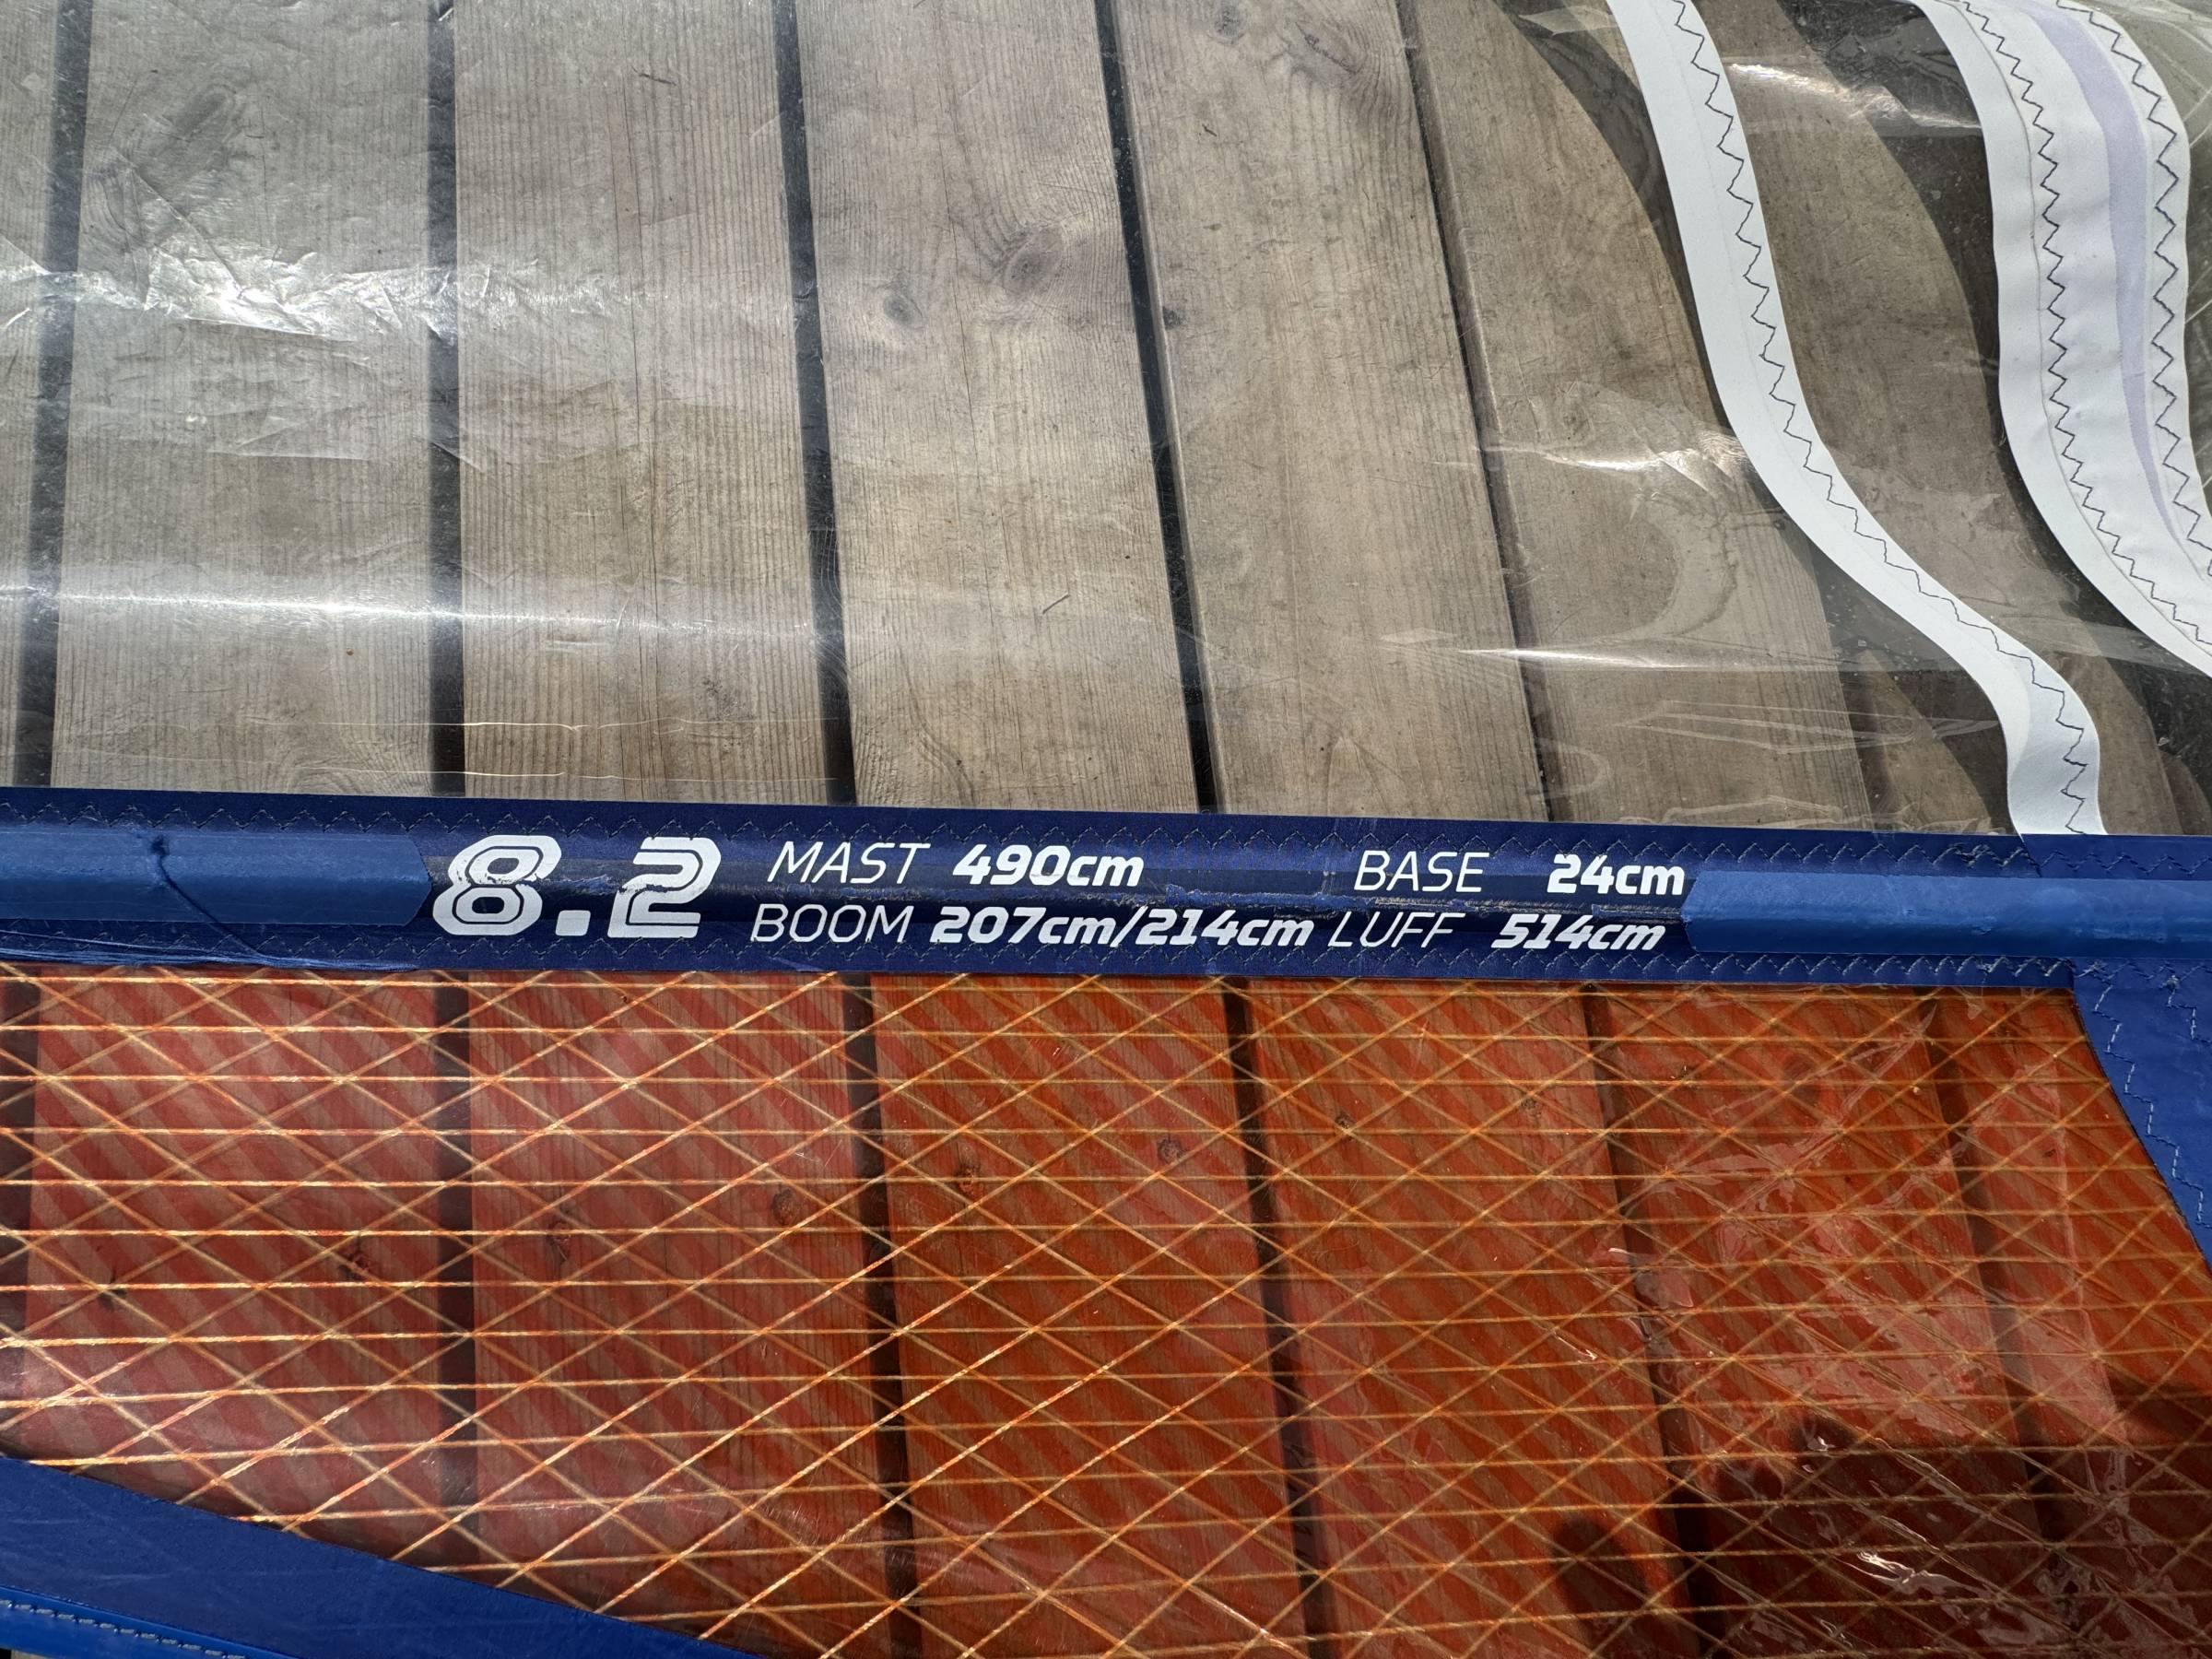 8.2
MAST 490cm BASE 24cm
BOOM 207cm/214cm LUFF 514cm